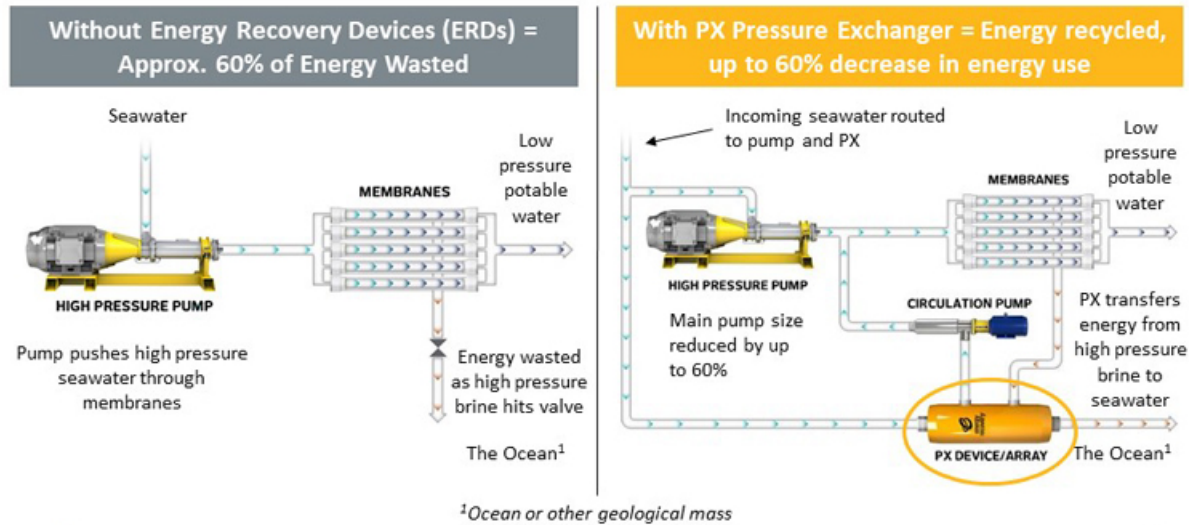 Without Energy Recovery Devices (ERDs) =
Approx. 60% of Energy Wasted
Seawater
Low
pressure
potable
water
MEMBRANES
HIGH PRESSURE PUMP
Pump pushes high pressure
seawater through
membranes
Energy wasted
as high pressure
brine hits valve
The Ocean¹
With PX Pressure Exchanger = Energy recycled,
up to 60% decrease in energy use
Incoming seawater routed
to pump and PX
Low
pressure
potable
water
MEMBRANES
HIGH PRESSURE PUMP
Main pump size
reduced by up
to 60%
CIRCULATION PUMP
PX transfers
energy from
high pressure
brine to
seawater
PX DEVICE/ARRAY
The Ocean¹
¹Ocean or other geological mass